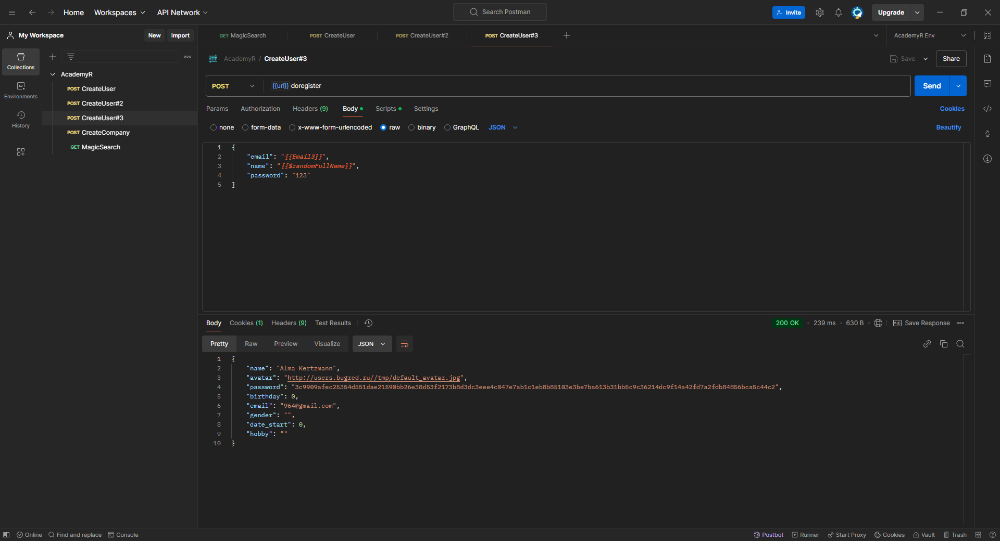 Home Workspaces API Network Search Postman Invite Upgrade
My Workspace New Import GET MagicSearch POST CreateUser POST CreateUser#2 POST CreateUser#3 AcademyR Env
Collections
Environments
History
AcademyR
POST CreateUser
POST CreateUser#2
POST CreateUser#3
POST CreateCompany
GET MagicSearch
HTTP AcademyR / CreateUser#3 Save Share
POST {{url}} doregister Send
Params Authorization Headers (9) Body Scripts Settings Cookies
none form-data x-www-form-urlencoded raw binary GraphQL JSON Beautify
1 {
2 "email": "{{Email3}}",
3 "name": "{{$randomFullName}}",
4 "password": "123"
5 }
Body Cookies (1) Headers (9) Test Results 200 OK 239 ms 630 B e.g. Save Response
Pretty Raw Preview Visualize JSON
1 {
2 "name": "Alma Kertzmann",
3 "avatar": "http://users.bugred.ru//tmp/default_avatar.jpg",
4 "password": "3c9909afec25354d551dae21590bb26e38d53f2173b8d3dc3eee4c047e7ab1c1eb8b85103e3be7ba613b31bb5c9c36214dc9f14a42fd7a2fdb84856bca5c44c2",
5 "birthday": 0,
6 "email": "964@gmail.com",
7 "gender": "",
8 "date_start": 0,
9 "hobby": ""
10 }
Online Find and replace Console Postbot Runner Start Proxy Cookies Vault Trash